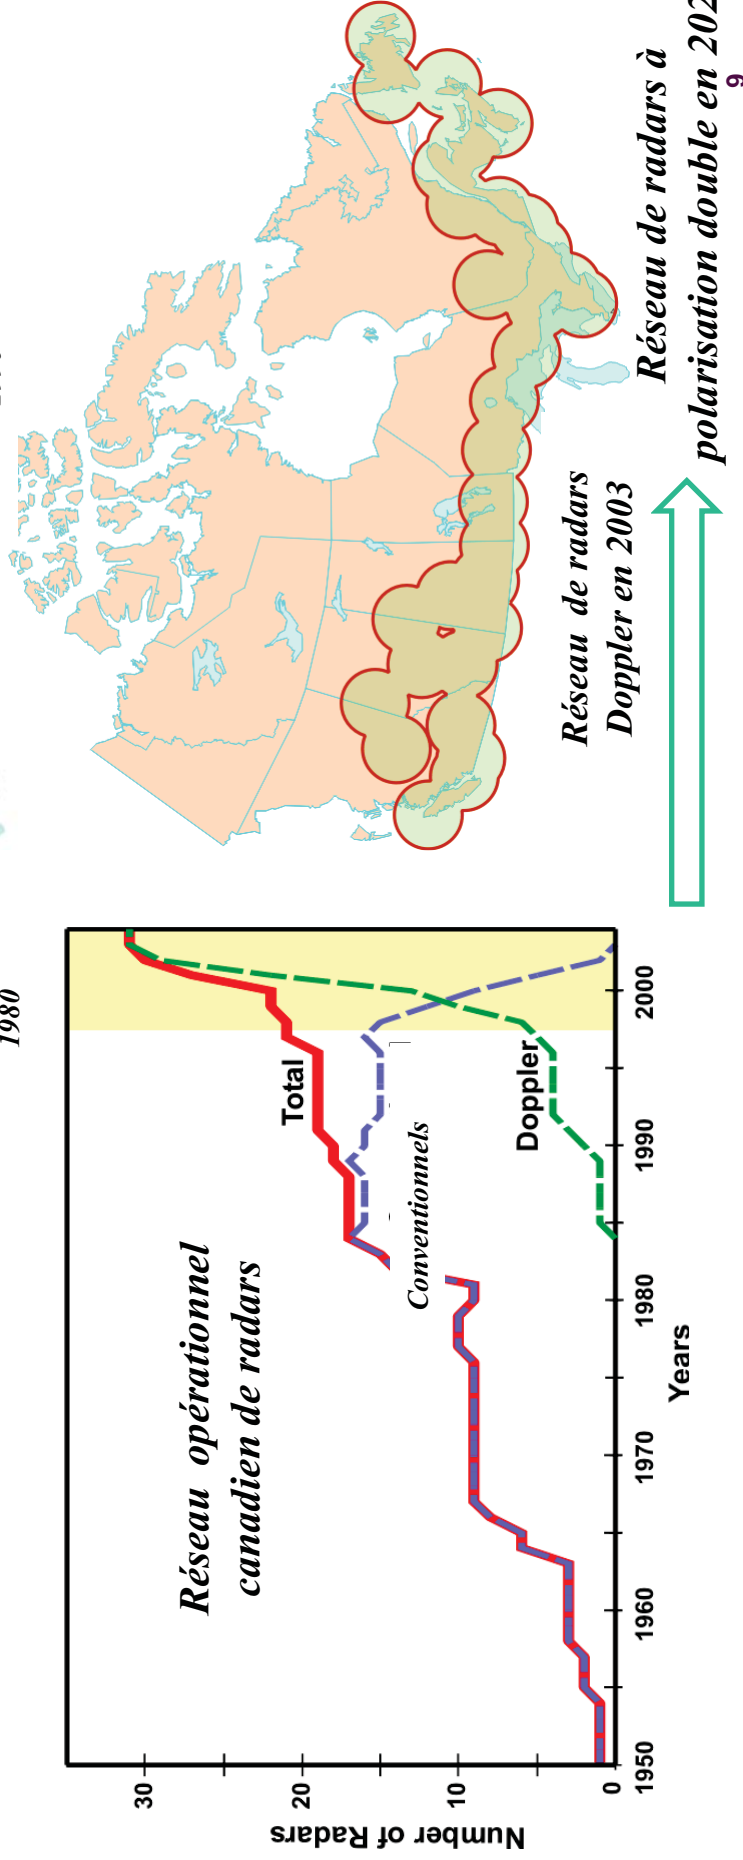 1980
Réseau opérationnel
canadien de radars
Total
Conventionnels
Doppler
30
20
10
0
Number of Radars
1950
1960
1970
1980
1990
2000
Years
Réseau de radars
Doppler en 2003
Réseau de radars à
polarisation double en
9